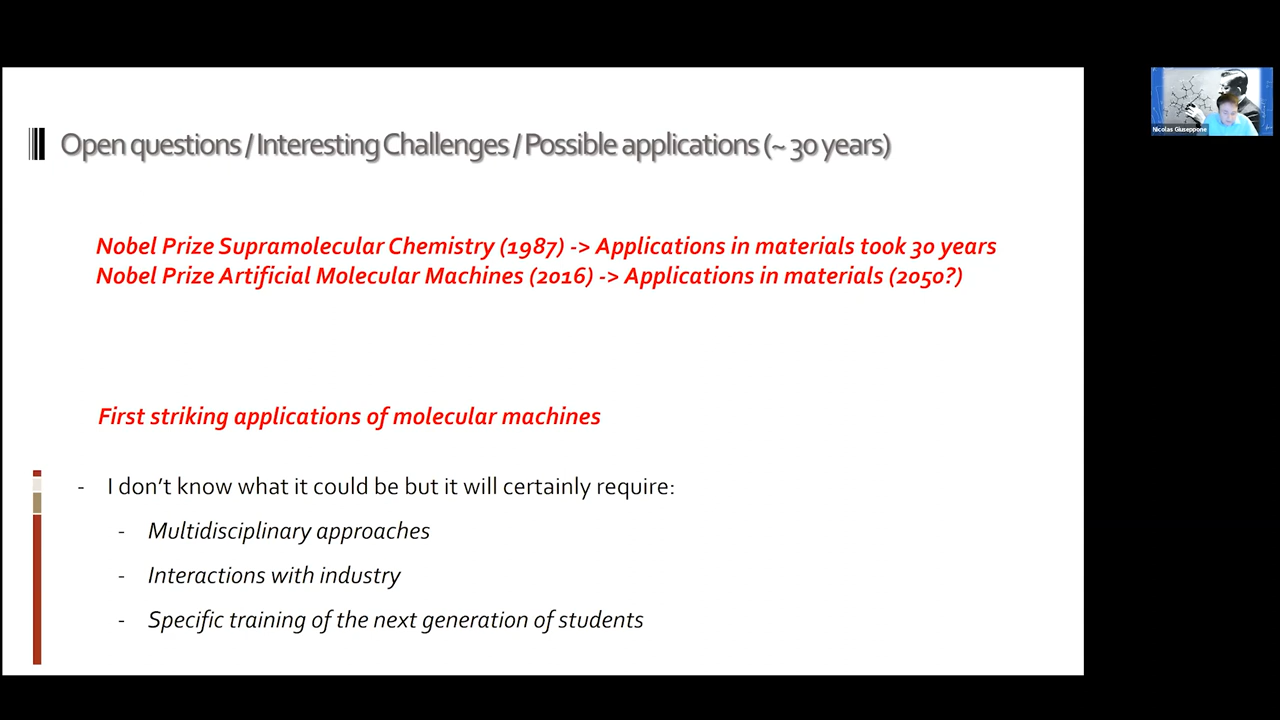 Open questions / Interesting Challenges / Possible applications (~ 30 years)
Nicolas Giuseppone
Nobel Prize Supramolecular Chemistry (1987) -> Applications in materials took 30 years
Nobel Prize Artificial Molecular Machines (2016) -> Applications in materials (2050?)
First striking applications of molecular machines
- I don't know what it could be but it will certainly require:
- Multidisciplinary approaches
- Interactions with industry
- Specific training of the next generation of students